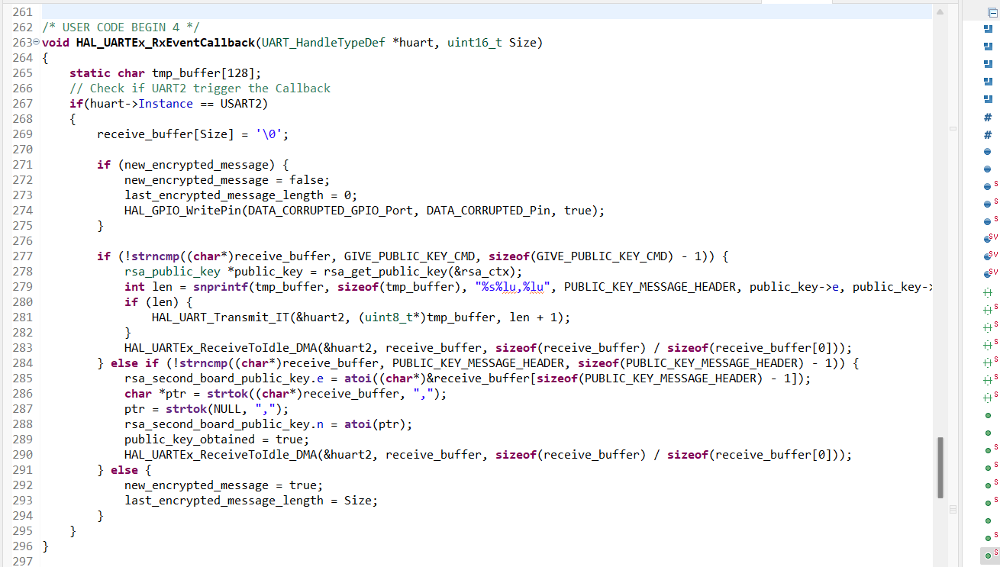 261
262 /* USER CODE BEGIN 4 */
263 void HAL_UARTEx_RxEventCallback(UART_HandleTypeDef *huart, uint16_t Size)
264 {
265     static char tmp_buffer[128];
266     // Check if UART2 trigger the Callback
267     if(huart->Instance == USART2)
268     {
269         receive_buffer[Size] = '\0';
270
271         if (new_encrypted_message) {
272             new_encrypted_message = false;
273             last_encrypted_message_length = 0;
274             HAL_GPIO_WritePin(DATA_CORRUPTED_GPIO_Port, DATA_CORRUPTED_Pin, true);
275         }
276
277         if (!strncmp((char*)receive_buffer, GIVE_PUBLIC_KEY_CMD, sizeof(GIVE_PUBLIC_KEY_CMD) - 1)) {
278             rsa_public_key *public_key = rsa_get_public_key(&rsa_ctx);
279             int len = snprintf(tmp_buffer, sizeof(tmp_buffer), "%s%lu,%lu", PUBLIC_KEY_MESSAGE_HEADER, public_key->e, public_key->
280             if (len) {
281                 HAL_UART_Transmit_IT(&huart2, (uint8_t*)tmp_buffer, len + 1);
282             }
283             HAL_UARTEx_ReceiveToIdle_DMA(&huart2, receive_buffer, sizeof(receive_buffer) / sizeof(receive_buffer[0]));
284         } else if (!strncmp((char*)receive_buffer, PUBLIC_KEY_MESSAGE_HEADER, sizeof(PUBLIC_KEY_MESSAGE_HEADER) - 1)) {
285             rsa_second_board_public_key.e = atoi((char*)&receive_buffer[sizeof(PUBLIC_KEY_MESSAGE_HEADER) - 1]);
286             char *ptr = strtok((char*)receive_buffer, ",");
287             ptr = strtok(NULL, ",");
288             rsa_second_board_public_key.n = atoi(ptr);
289             public_key_obtained = true;
290             HAL_UARTEx_ReceiveToIdle_DMA(&huart2, receive_buffer, sizeof(receive_buffer) / sizeof(receive_buffer[0]));
291         } else {
292             new_encrypted_message = true;
293             last_encrypted_message_length = Size;
294         }
295     }
296 }
297